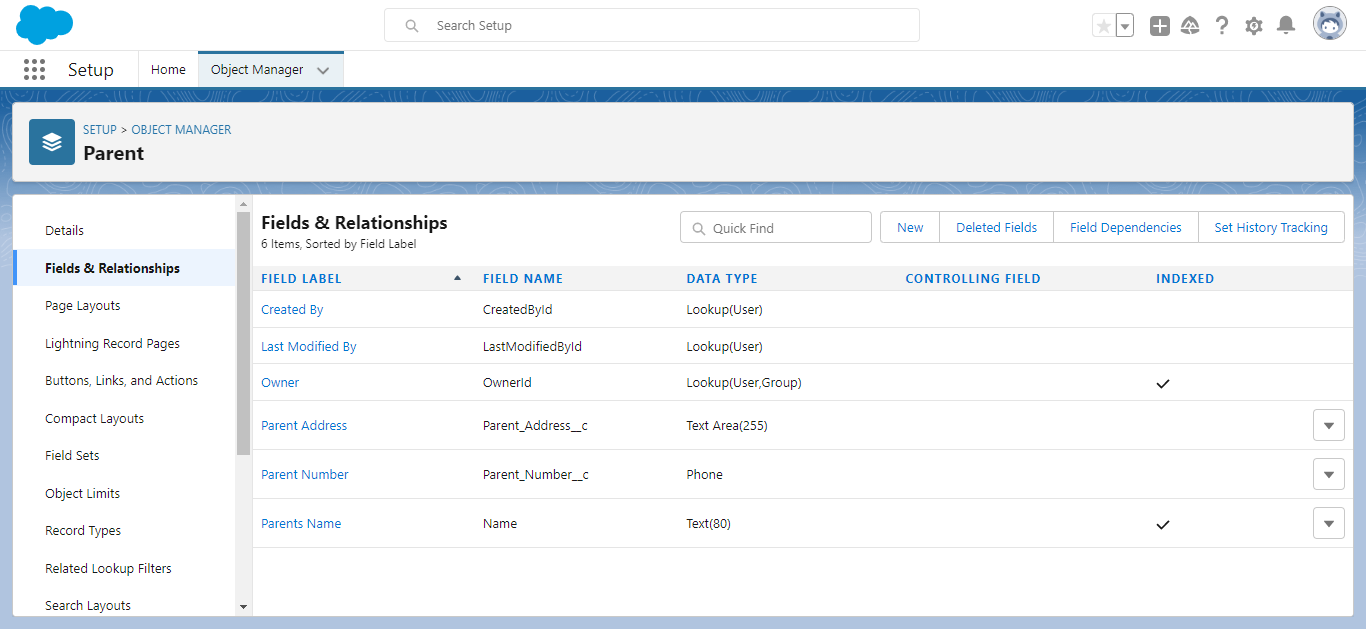 Search Setup
Setup
Home
Object Manager
SETUP > OBJECT MANAGER
Parent
Details
Fields & Relationships
Page Layouts
Lightning Record Pages
Buttons, Links, and Actions
Compact Layouts
Field Sets
Object Limits
Record Types
Related Lookup Filters
Search Layouts
Fields & Relationships
6 Items, Sorted by Field Label
Quick Find
New
Deleted Fields
Field Dependencies
Set History Tracking
FIELD LABEL FIELD NAME DATA TYPE CONTROLLING FIELD INDEXED
Created By CreatedById Lookup(User)
Last Modified By LastModifiedById Lookup(User)
Owner OwnerId Lookup(User,Group)
Parent Address Parent_Address__c Text Area(255)
Parent Number Parent_Number__c Phone
Parents Name Name Text(80)